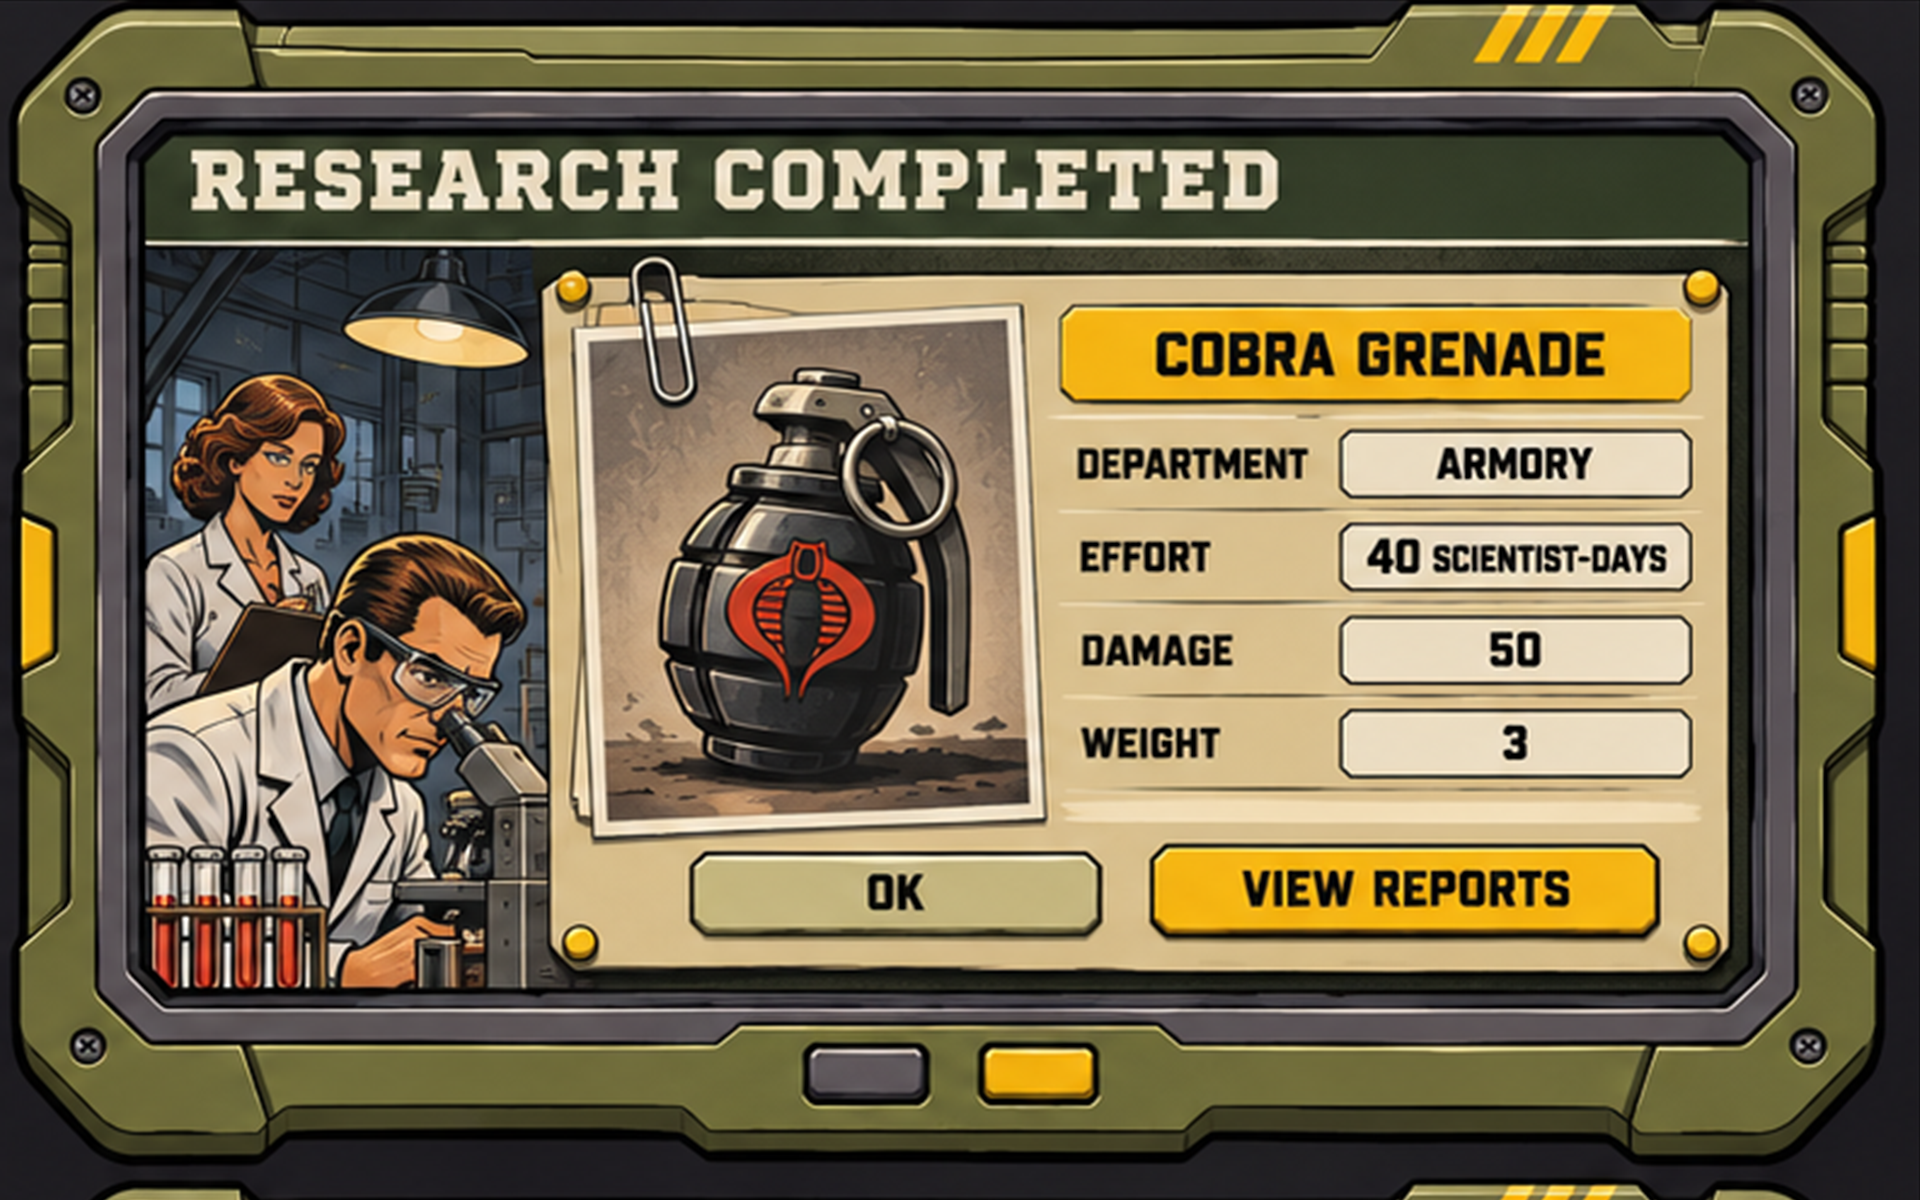 RESEARCH COMPLETED
COBRA GRENADE
DEPARTMENT ARMORY
EFFORT 40 SCIENTIST-DAYS
DAMAGE 50
WEIGHT 3
OK VIEW REPORTS